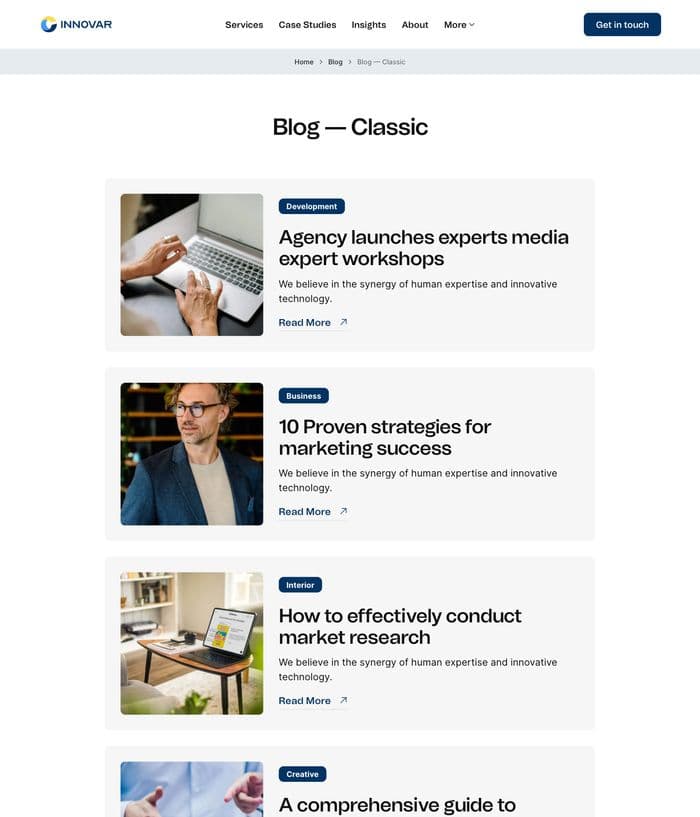 INNOVAR
Services Case Studies Insights About More
Get in touch
Home > Blog > Blog — Classic
Blog — Classic
Development
Agency launches experts media
expert workshops
We believe in the synergy of human expertise and innovative
technology.
Read More
Business
10 Proven strategies for
marketing success
We believe in the synergy of human expertise and innovative
technology.
Read More
Interior
How to effectively conduct
market research
We believe in the synergy of human expertise and innovative
technology.
Read More
Creative
A comprehensive guide to